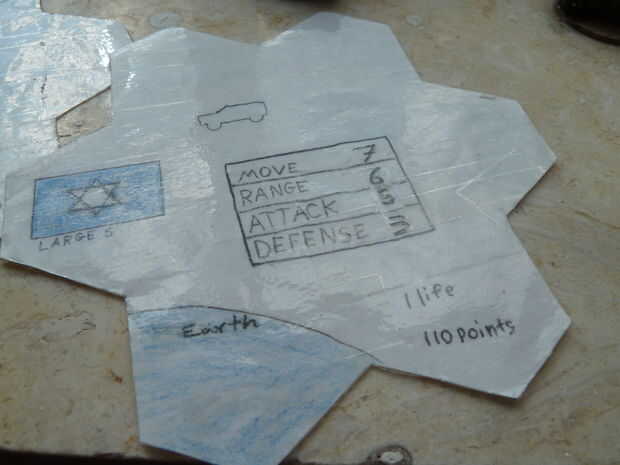 MOVE 7
RANGE 6
ATTACK 5
DEFENSE 3
LARGE 5
1 life
110 points
Earth